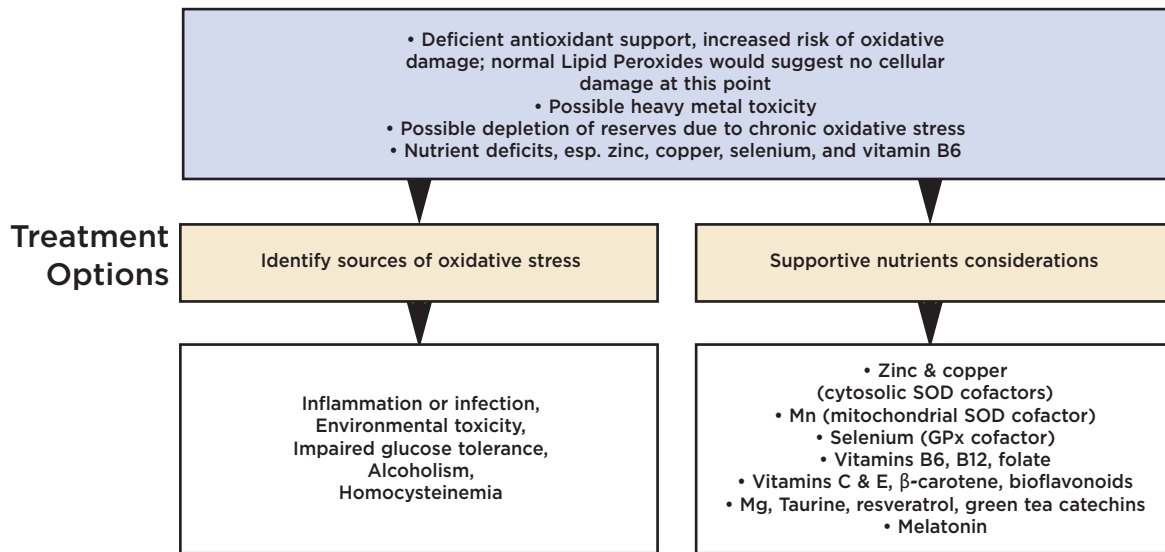 • Deficient antioxidant support, increased risk of oxidative
damage; normal Lipid Peroxides would suggest no cellular
damage at this point
• Possible heavy metal toxicity
• Possible depletion of reserves due to chronic oxidative stress
• Nutrient deficits, esp. zinc, copper, selenium, and vitamin B6
Treatment
Options
Identify sources of oxidative stress
Supportive nutrients considerations
Inflammation or infection,
Environmental toxicity,
Impaired glucose tolerance,
Alcoholism,
Homocysteinemia
• Zinc & copper
(cytosolic SOD cofactors)
• Mn (mitochondrial SOD cofactor)
• Selenium (GPx cofactor)
• Vitamins B6, B12, folate
• Vitamins C & E, β-carotene, bioflavonoids
• Mg, Taurine, resveratrol, green tea catechins
• Melatonin